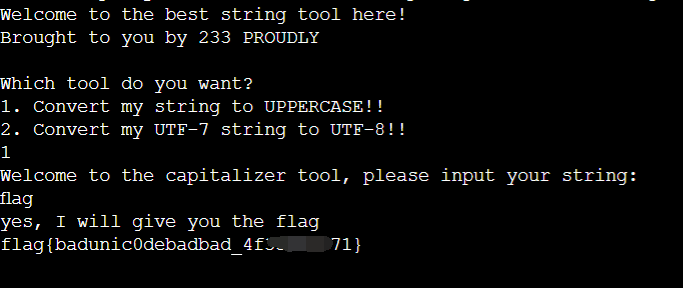 Welcome to the best string tool here!
Brought to you by 233 PROUDLY
Which tool do you want?
1. Convert my string to UPPERCASE!!
2. Convert my UTF-7 string to UTF-8!!
1
Welcome to the capitalizer tool, please input your string:
ﬂag
yes, I will give you the flag
flag{badunic0debadbad_4f 71}